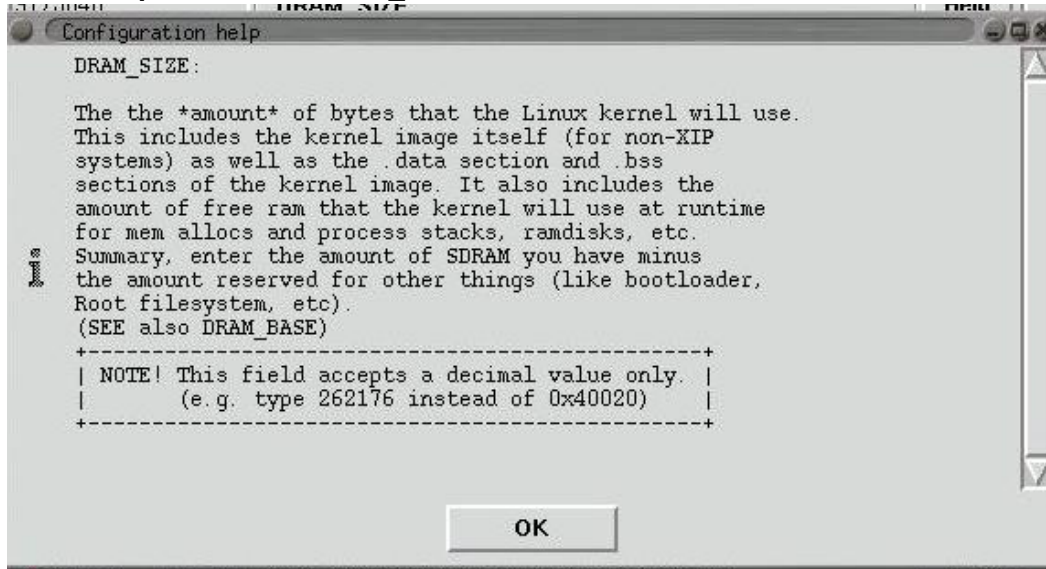 DRAM SIZE
Help
Configuration help
DRAM_SIZE:
The the *amount* of bytes that the Linux kernel will use.
This includes the kernel image itself (for non-XIP
systems) as well as the .data section and .bss
sections of the kernel image. It also includes the
amount of free ram that the kernel will use at runtime
for mem allocs and process stacks, ramdisks, etc.
Summary, enter the amount of SDRAM you have minus
the amount reserved for other things (like bootloader,
Root filesystem, etc).
(SEE also DRAM_BASE)
+-----------------------------------------------+
| NOTE! This field accepts a decimal value only. |
| (e.g. type 262176 instead of 0x40020) |
+-----------------------------------------------+
OK